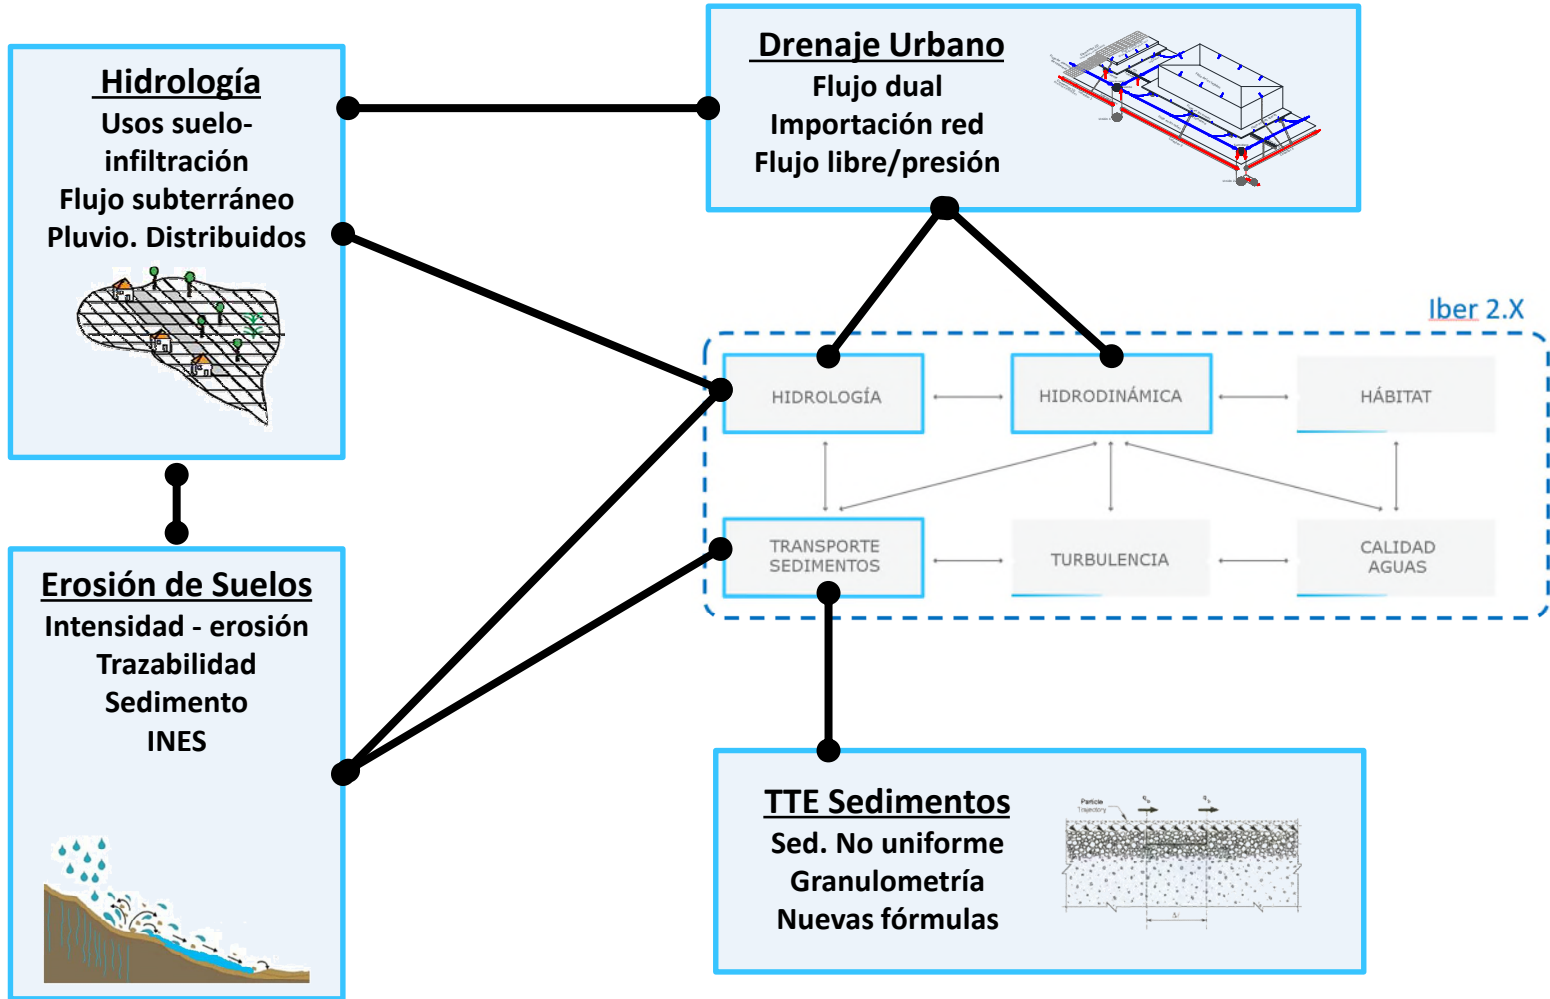 Hidrología
Usos suelo-
infiltración
Flujo subterráneo
Pluvio. Distribuidos
Drenaje Urbano
Flujo dual
Importación red
Flujo libre/presión
Iber 2.X
HIDROLOGÍA
HIDRODINÁMICA
HÁBITAT
TRANSPORTE
SEDIMENTOS
TURBULENCIA
CALIDAD
AGUAS
Erosión de Suelos
Intensidad - erosión
Trazabilidad
Sedimento
INES
TTE Sedimentos
Sed. No uniforme
Granulometría
Nuevas fórmulas
Particle
Trajectory